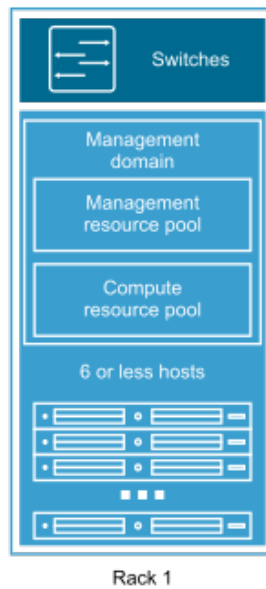 Switches
Management
domain
Management
resource pool
Compute
resource pool
6 or less hosts
Rack 1